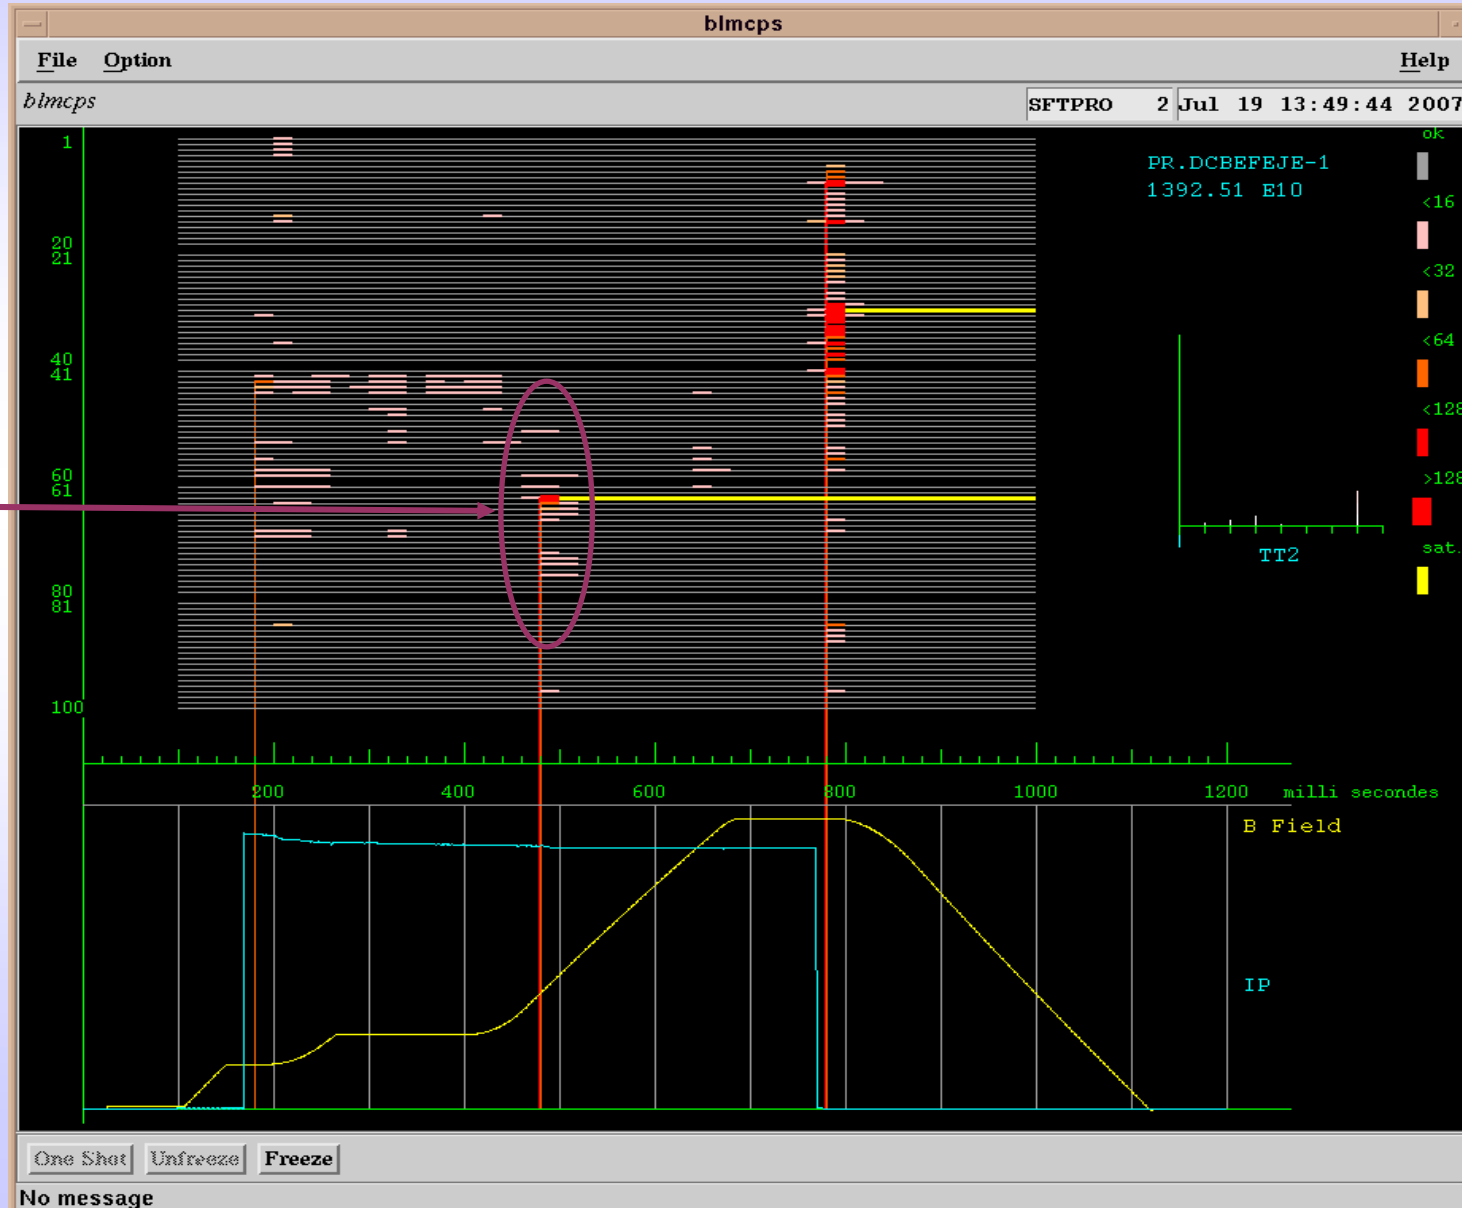 blmcps
File Option Help
blmcps SFTPRO 2 Jul 19 13:49:44 2007
ok
1
PR.DCBEFEJE-1
1392.51 E10
<16
20
21
<32
<64
40
41
<128
60
61
>128
sat.
TT2
80
81
100
200 400 600 800 1000 1200 milli secondes
B Field
IP
One Shot Unfreeze Freeze
No message